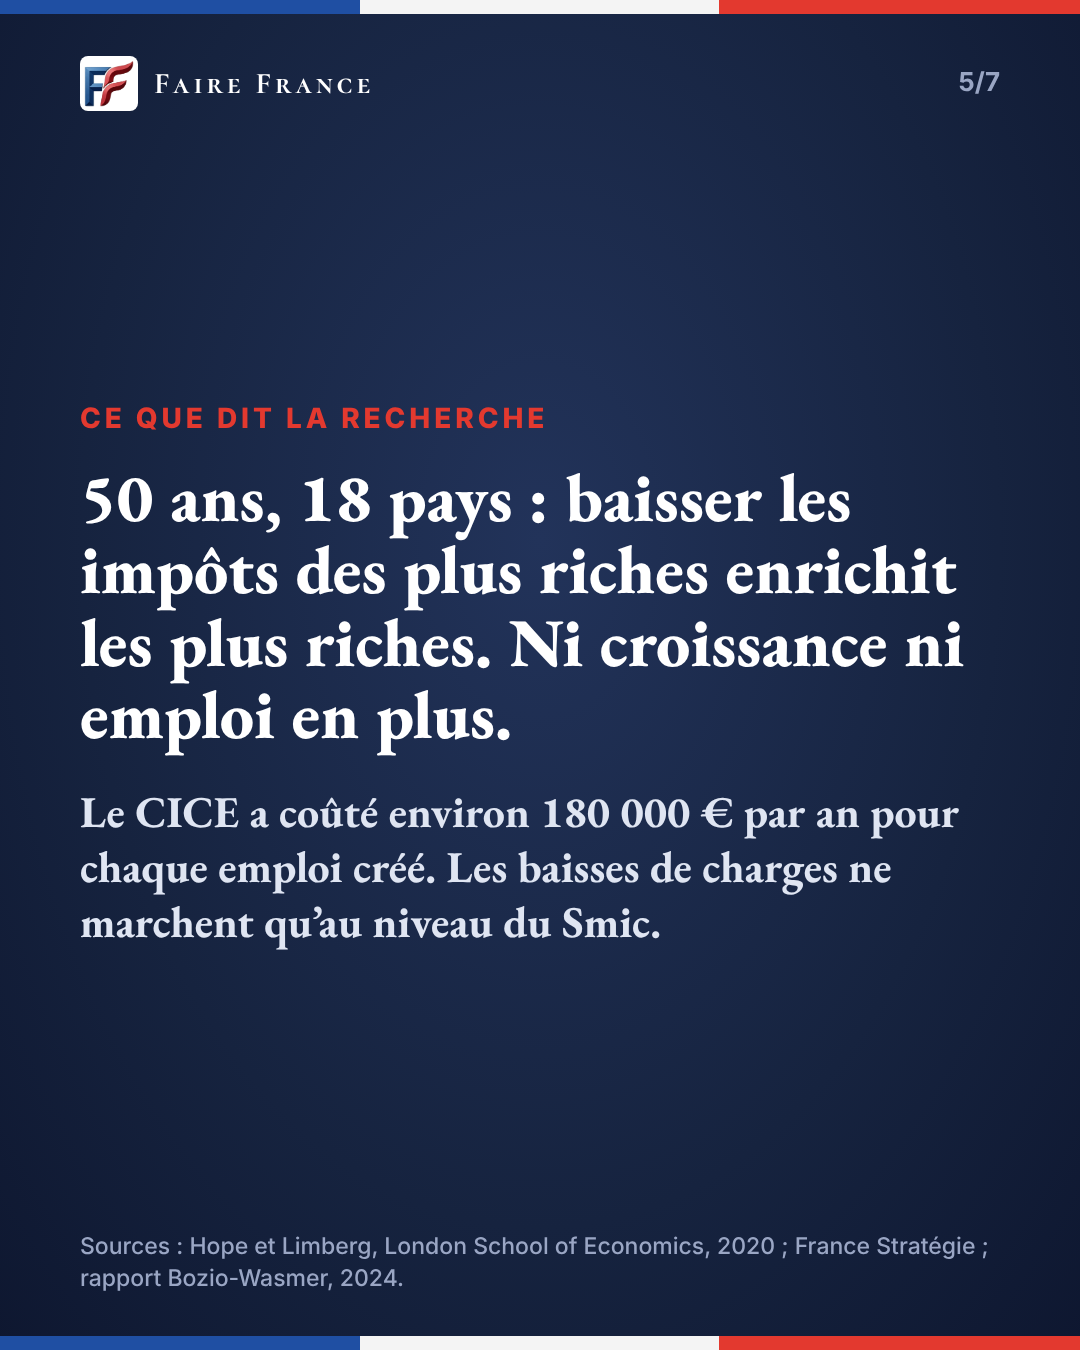 FF FAIRE FRANCE
5/7
CE QUE DIT LA RECHERCHE
50 ans, 18 pays : baisser les
impôts des plus riches enrichit
les plus riches. Ni croissance ni
emploi en plus.
Le CICE a coûté environ 180 000 € par an pour
chaque emploi créé. Les baisses de charges ne
marchent qu’au niveau du Smic.
Sources : Hope et Limberg, London School of Economics, 2020 ; France Stratégie ;
rapport Bozio-Wasmer, 2024.